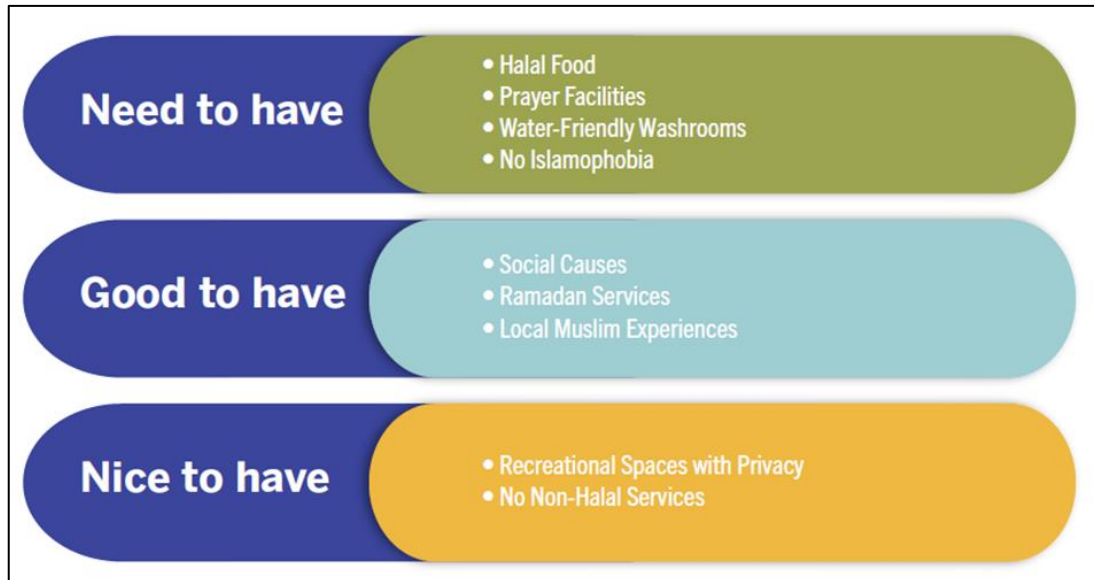 Need to have
• Halal Food
• Prayer Facilities
• Water-Friendly Washrooms
• No Islamophobia
Good to have
• Social Causes
• Ramadan Services
• Local Muslim Experiences
Nice to have
• Recreational Spaces with Privacy
• No Non-Halal Services